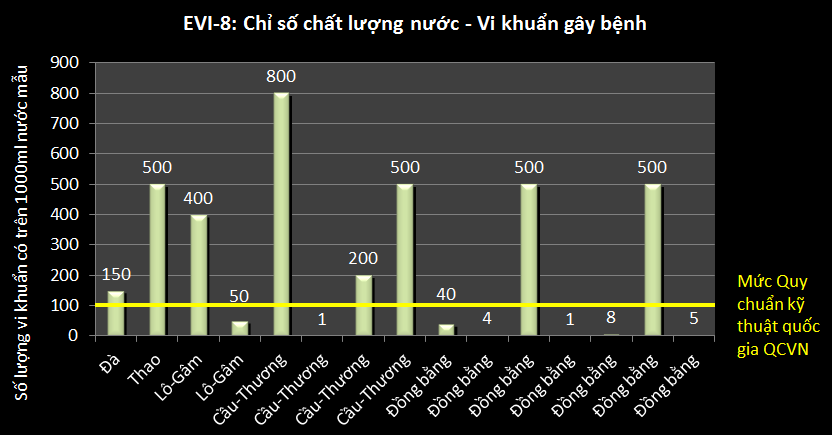 EVI-8: Chỉ số chất lượng nước - Vi khuẩn gây bệnh
Số lượng vi khuẩn có trên 1000ml nước mẫu
900
800
700
600
500
400
300
200
100
0
150
500
400
50
800
1
200
500
40
4
500
1
8
500
5
Đà
Thao
Lô-Gâm
Lô-Gâm
Cầu-Thương
Cầu-Thương
Cầu-Thương
Cầu-Thương
Đồng bằng
Đồng bằng
Đồng bằng
Đồng bằng
Đồng bằng
Đồng bằng
Đồng bằng
Mức Quy
chuẩn kỹ
thuật quốc
gia QCVN